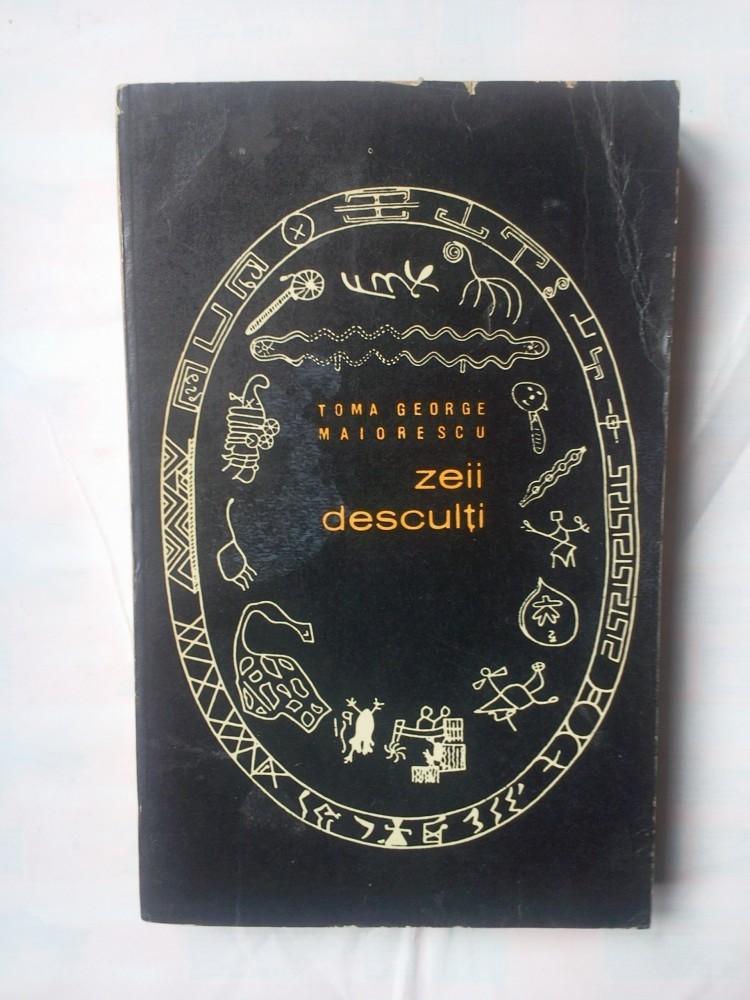 TOMA GEORGE
MAIORESCU
zeii
desculți